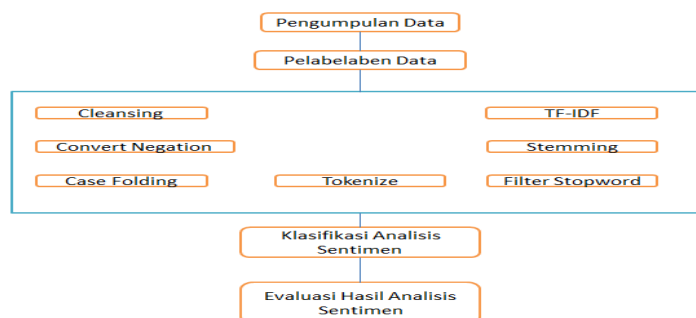 Pengumpulan Data
Pelabelaben Data
Cleansing
TF-IDF
Convert Negation
Stemming
Case Folding
Tokenize
Filter Stopword
Klasifikasi Analisis
Sentimen
Evaluasi Hasil Analisis
Sentimen